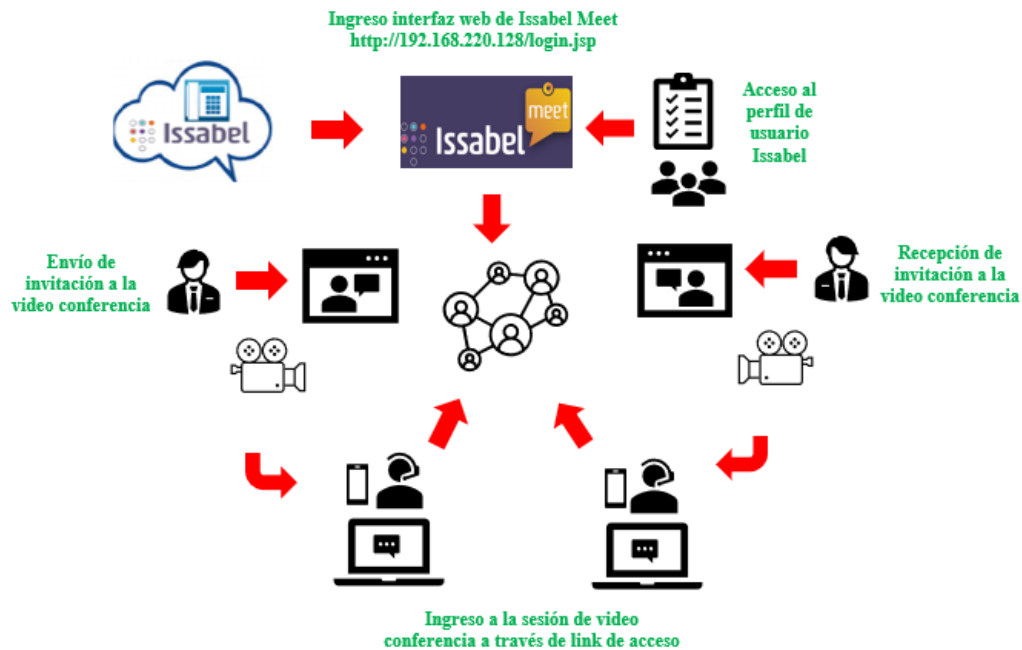 Ingreso interfaz web de Issabel Meet
http://192.168.220.128/login.jsp
Issabel
Issabel
meet
Acceso al
perfil de
usuario
Issabel
Envío de
invitación a la
video conferencia
Recepción de
invitación a la
video conferencia
Ingreso a la sesión de video
conferencia a través de link de acceso